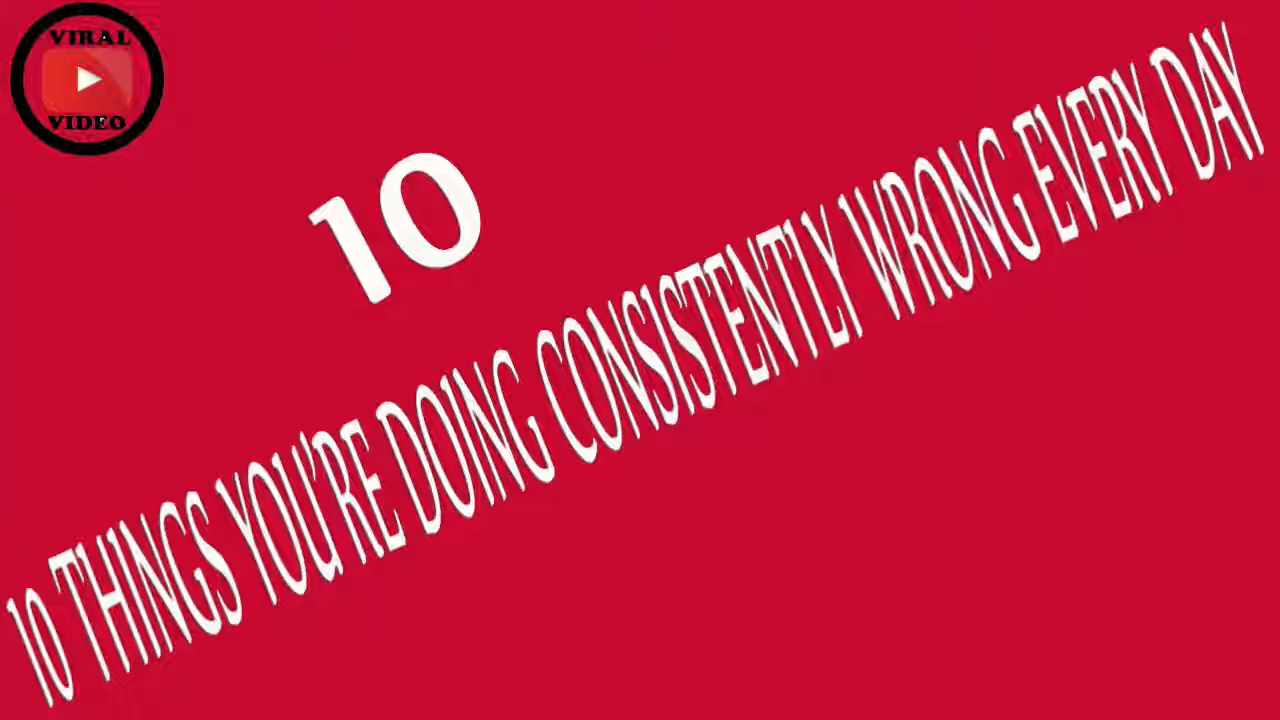 VIRAL
VIDEO
10
10 THINGS YOU'RE DOING CONSISTENTLY WRONG EVERY DAY